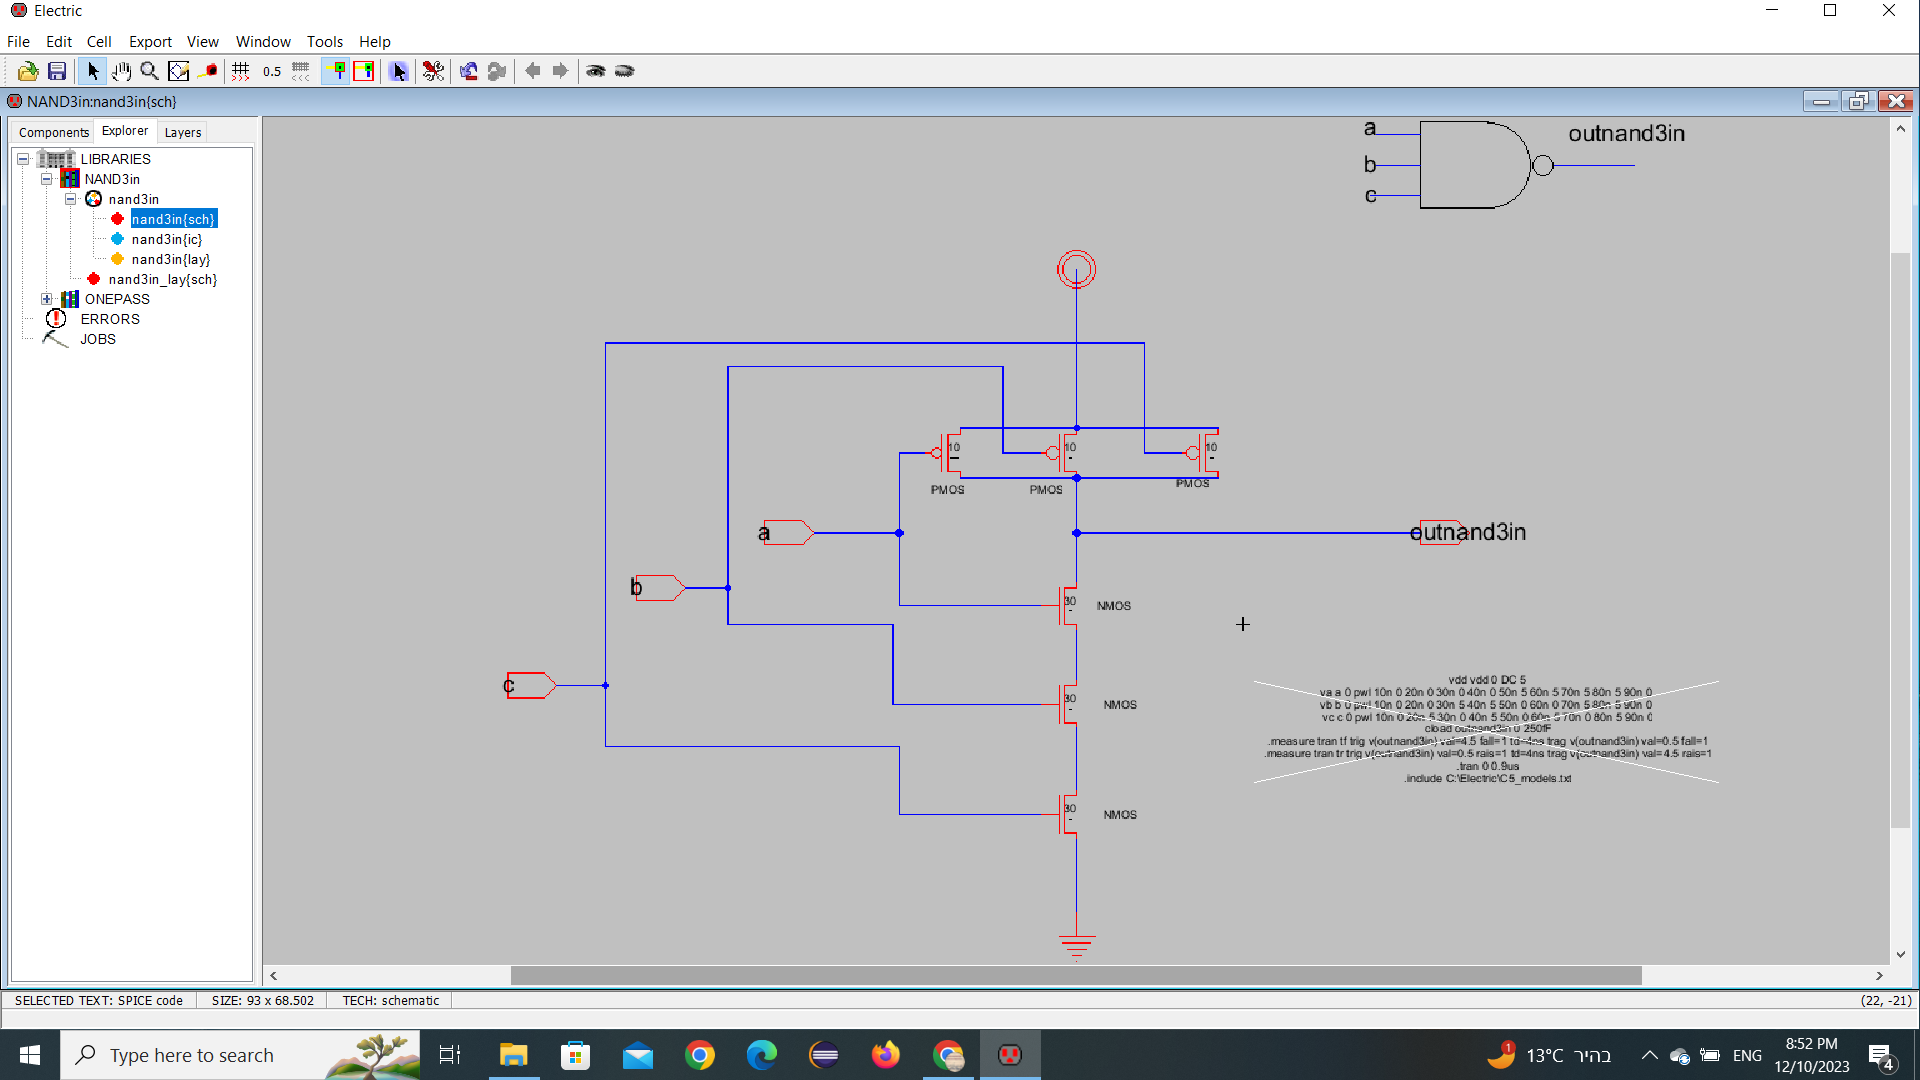 Electric
File Edit Cell Export View Window Tools Help
0.5
NAND3in:nand3in{sch}
Components Explorer Layers
LIBRARIES
NAND3in
nand3in
nand3in{sch}
nand3in{ic}
nand3in{lay}
nand3in_lay{sch}
ONEPASS
ERRORS
JOBS
a
b
c
outnand3in
10 10 10
PMOS PMOS PMOS
a
outnand3in
b
30 NMOS
c
30 NMOS
30 NMOS
vdd vdd 0 DC 5
va a 0 pwl 10n 0 20n 0 30n 0 40n 0 50n 5 60n 5 70n 5 80n 5 90n 0
vb b 0 pwl 10n 0 20n 0 30n 5 40n 5 50n 0 60n 0 70n 5 80n 5 90n 0
vc c 0 pwl 10n 0 20n 5 30n 0 40n 5 50n 0 60n 5 70n 0 80n 5 90n 0
cload outnand3in 0 250fF
.measure tran tf trig v(outnand3in) val=4.5 fall=1 td=4ns trag v(outnand3in) val=0.5 fall=1
.measure tran tr trig v(outnand3in) val=0.5 rais=1 td=4ns trag v(outnand3in) val=4.5 rais=1
.tran 0 0.9us
.include C:\Electric\C5_models.txt
SELECTED TEXT: SPICE code SIZE: 93 x 68.502 TECH: schematic (22, -21)
Type here to search
1 13°C בהיר ENG 8:52 PM
12/10/2023 4